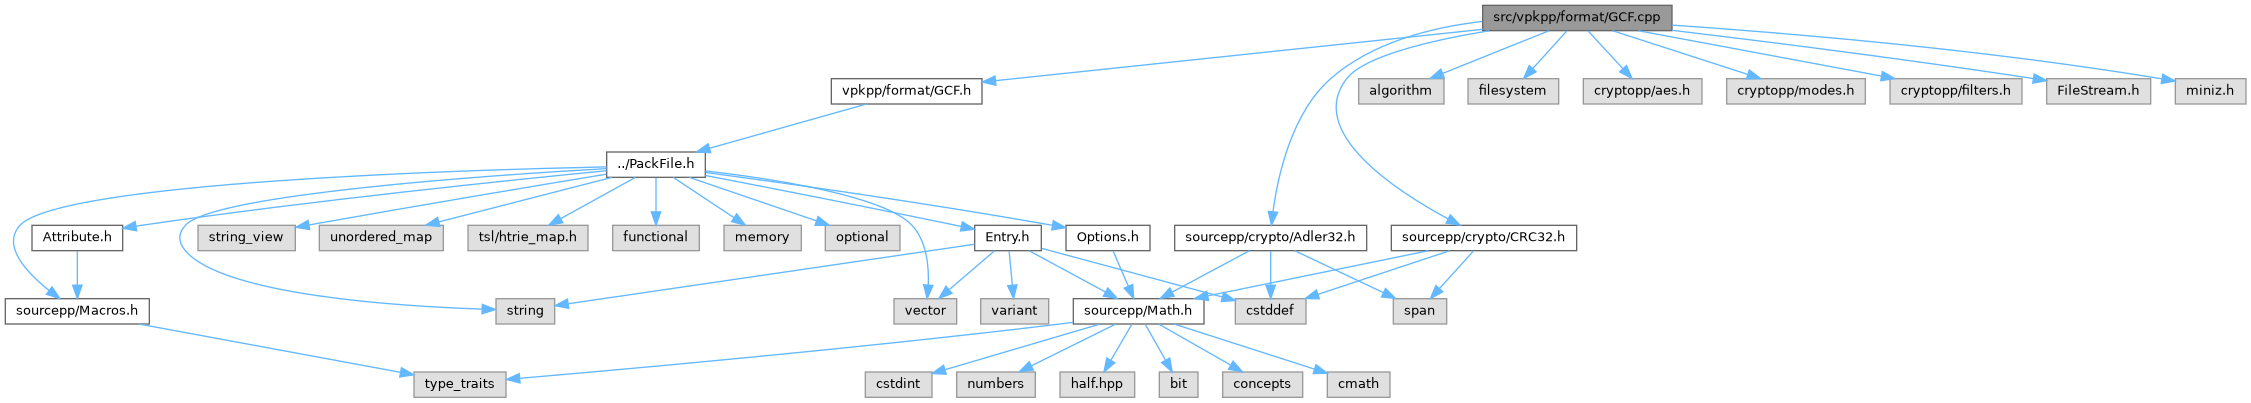 src/vpkpp/format/GCF.cpp
vpkpp/format/GCF.h
algorithm
filesystem
cryptopp/aes.h
cryptopp/modes.h
cryptopp/filters.h
FileStream.h
miniz.h
../PackFile.h
Attribute.h
string_view
unordered_map
tsl/htrie_map.h
functional
memory
optional
Entry.h
Options.h
sourcepp/crypto/Adler32.h
sourcepp/crypto/CRC32.h
sourcepp/Macros.h
string
vector
variant
sourcepp/Math.h
cstddef
span
type_traits
cstdint
numbers
half.hpp
bit
concepts
cmath